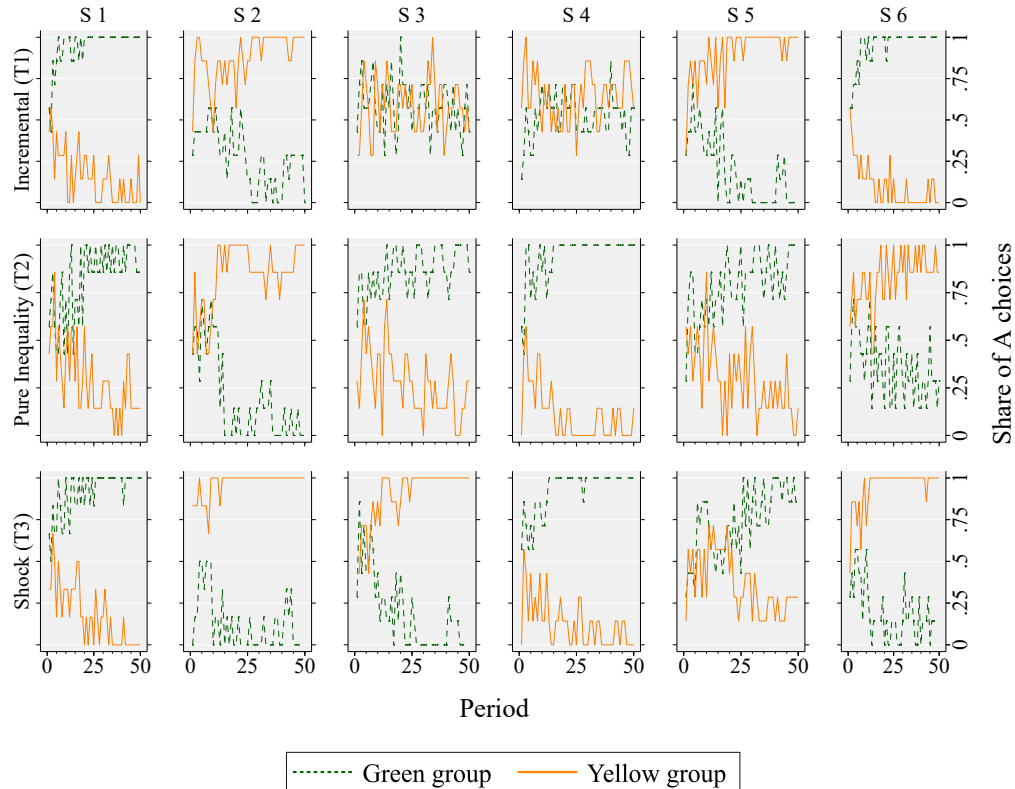 S 1 S 2 S 3 S 4 S 5 S 6
Incremental (T1)
0 .25 .5 .75 1
Pure Inequality (T2)
0 .25 .5 .75 1
Shock (T3)
0 .25 .5 .75 1
Share of A choices
0 25 50 0 25 50 0 25 50 0 25 50 0 25 50 0 25 50
Period
Green group Yellow group